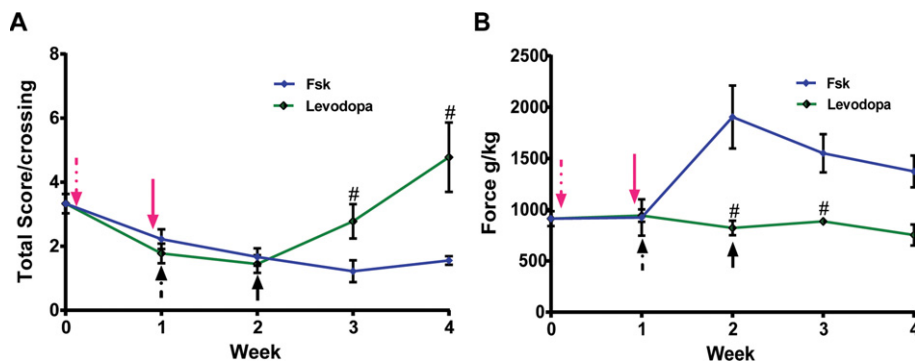 A
Total Score/crossing
8
6
4
2
0
0 1 2 3 4
Week
Fsk
Levodopa
#
#
B
Force g/kg
2500
2000
1500
1000
500
0
0 1 2 3 4
Week
Fsk
Levodopa
# #